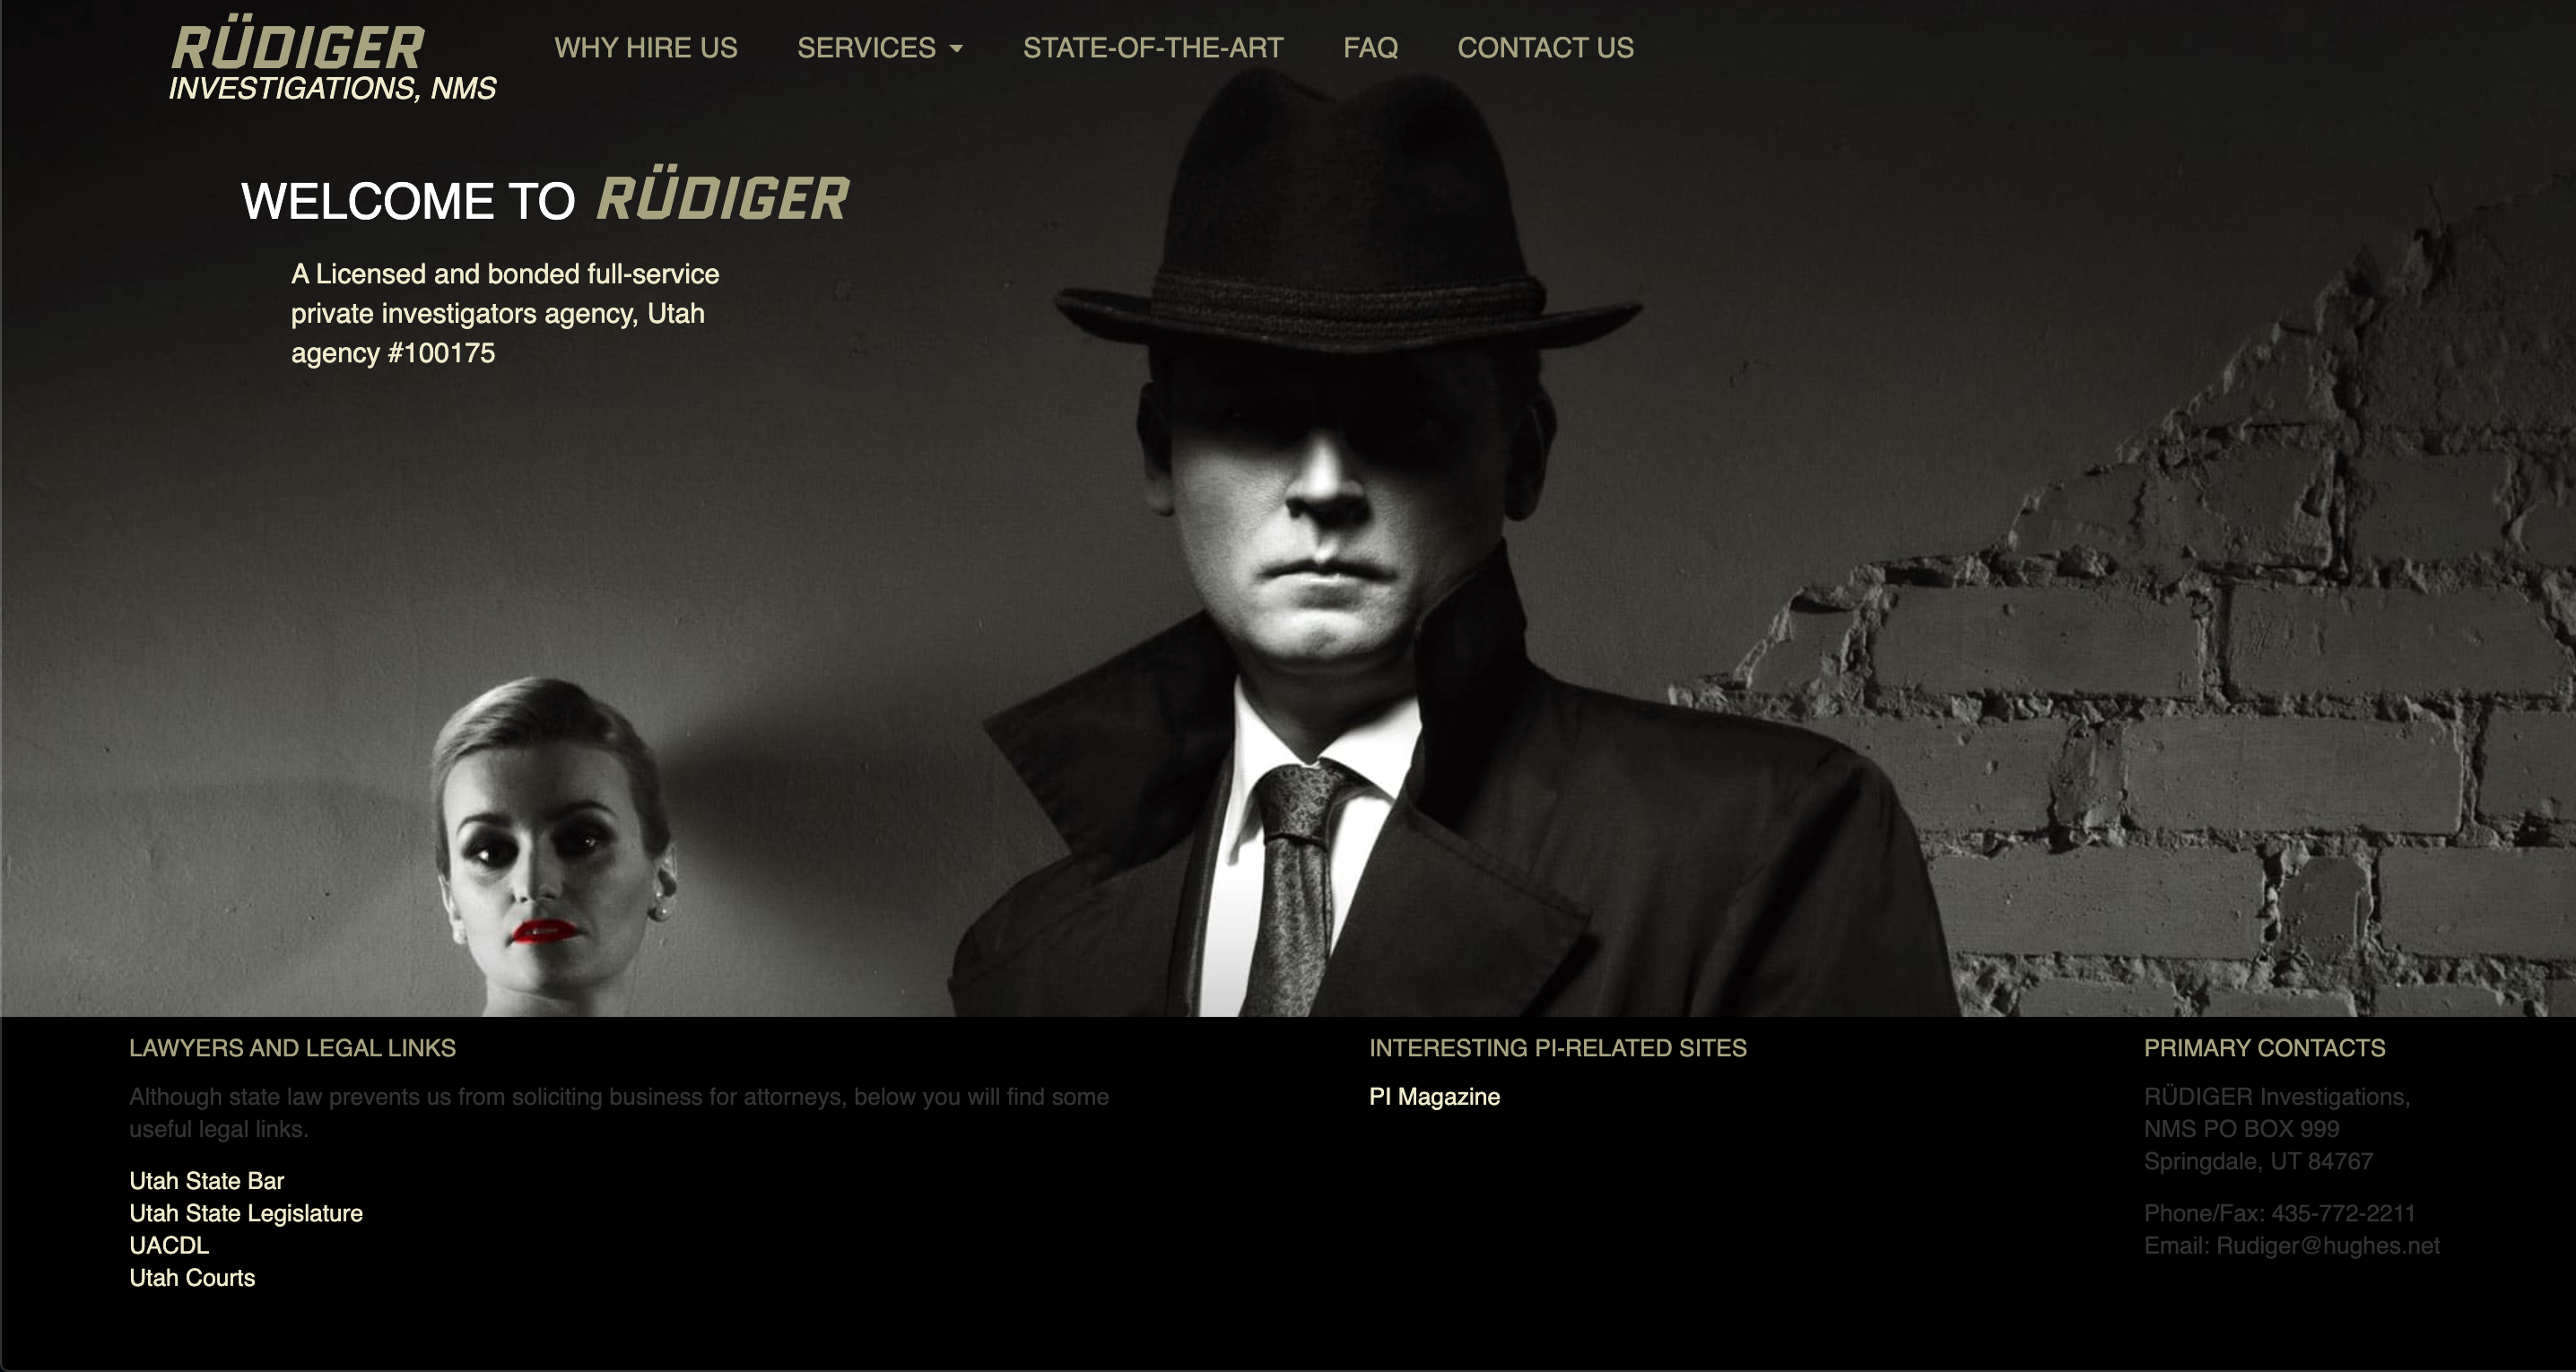 RÜDIGER
INVESTIGATIONS, NMS
WHY HIRE US
SERVICES
STATE-OF-THE-ART
FAQ
CONTACT US
WELCOME TO RÜDIGER
A Licensed and bonded full-service
private investigators agency, Utah
agency #100175
LAWYERS AND LEGAL LINKS
Although state law prevents us from soliciting business for attorneys, below you will find some
useful legal links.
Utah State Bar
Utah State Legislature
UACDL
Utah Courts
INTERESTING PI-RELATED SITES
PI Magazine
PRIMARY CONTACTS
RÜDIGER Investigations,
NMS PO BOX 999
Springdale, UT 84767
Phone/Fax: 435-772-2211
Email: Rudiger@hughes.net